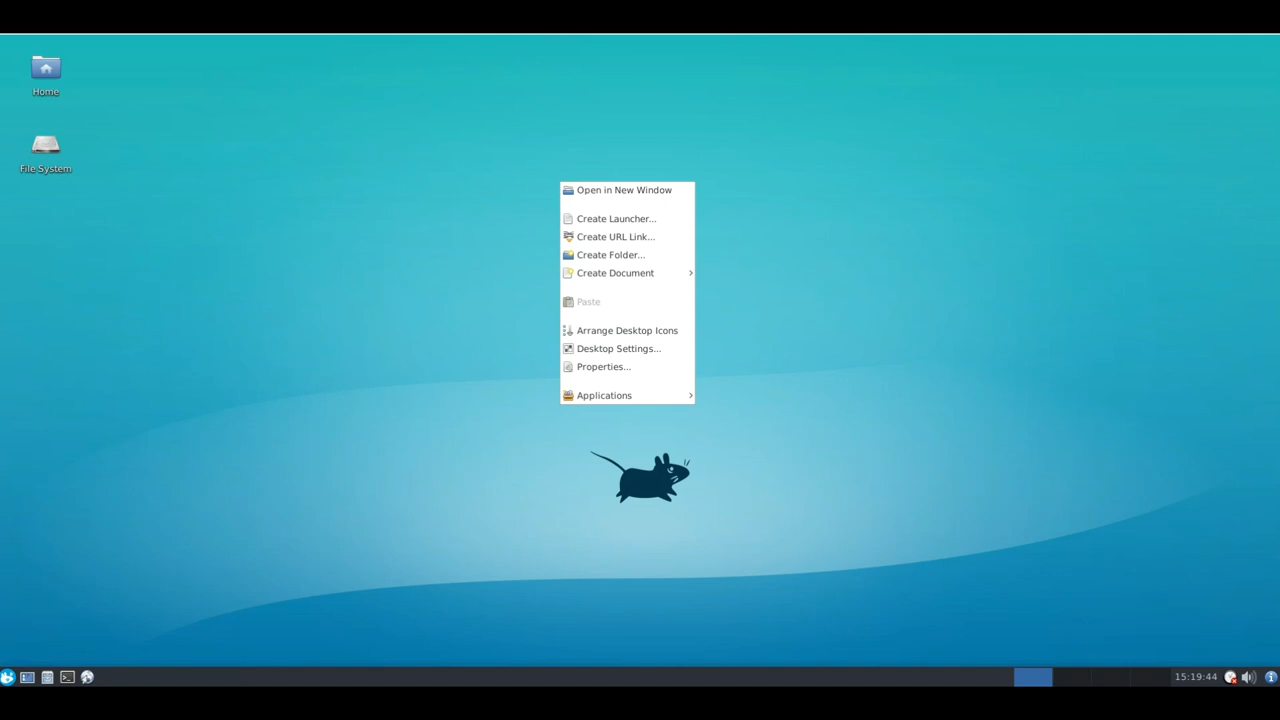 Home
File System
Open in New Window
Create Launcher...
Create URL Link...
Create Folder...
Create Document
Paste
Arrange Desktop Icons
Desktop Settings...
Properties...
Applications
15:19:44